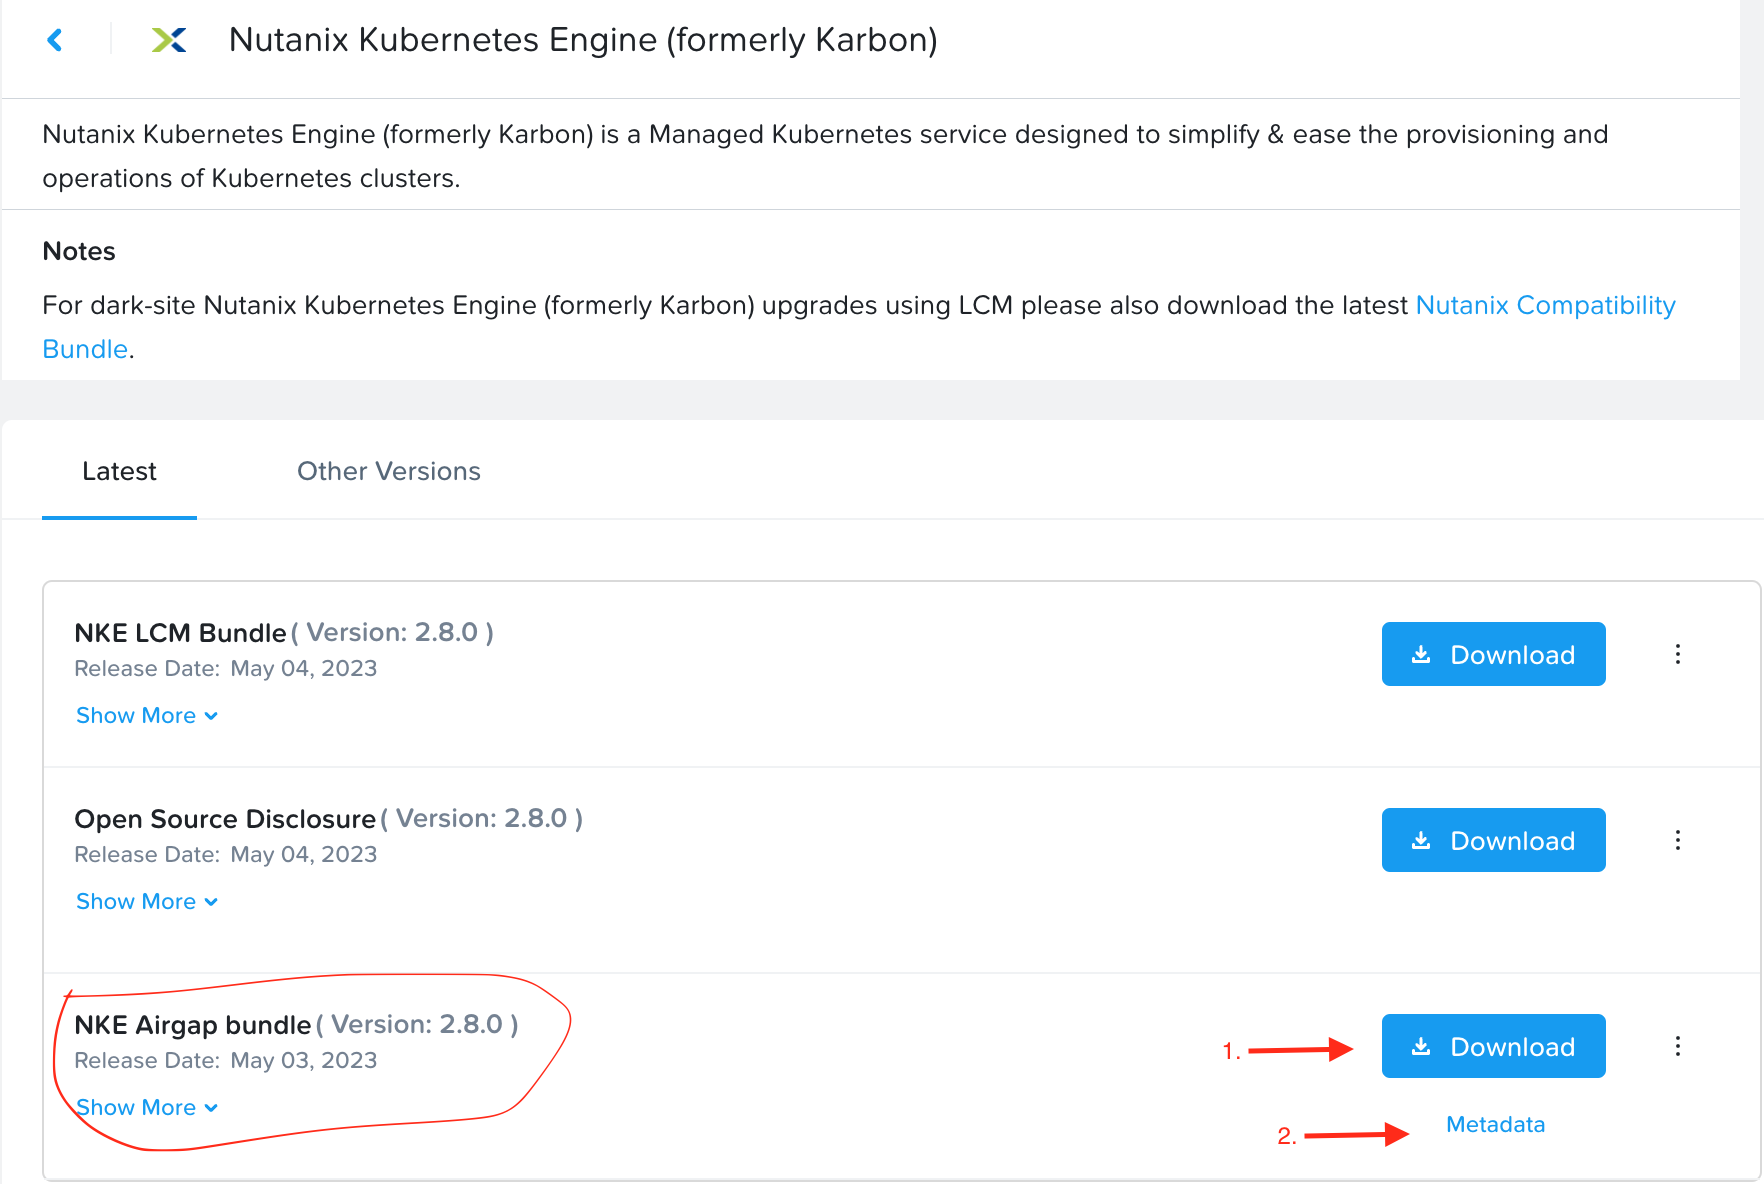 Nutanix Kubernetes Engine (formerly Karbon)
Nutanix Kubernetes Engine (formerly Karbon) is a Managed Kubernetes service designed to simplify & ease the provisioning and
operations of Kubernetes clusters.
Notes
For dark-site Nutanix Kubernetes Engine (formerly Karbon) upgrades using LCM please also download the latest Nutanix Compatibility
Bundle.
Latest Other Versions
NKE LCM Bundle ( Version: 2.8.0 )
Release Date: May 04, 2023
Show More
Download
Open Source Disclosure ( Version: 2.8.0 )
Release Date: May 04, 2023
Show More
Download
NKE Airgap bundle ( Version: 2.8.0 )
Release Date: May 03, 2023
Show More
1. Download
2. Metadata